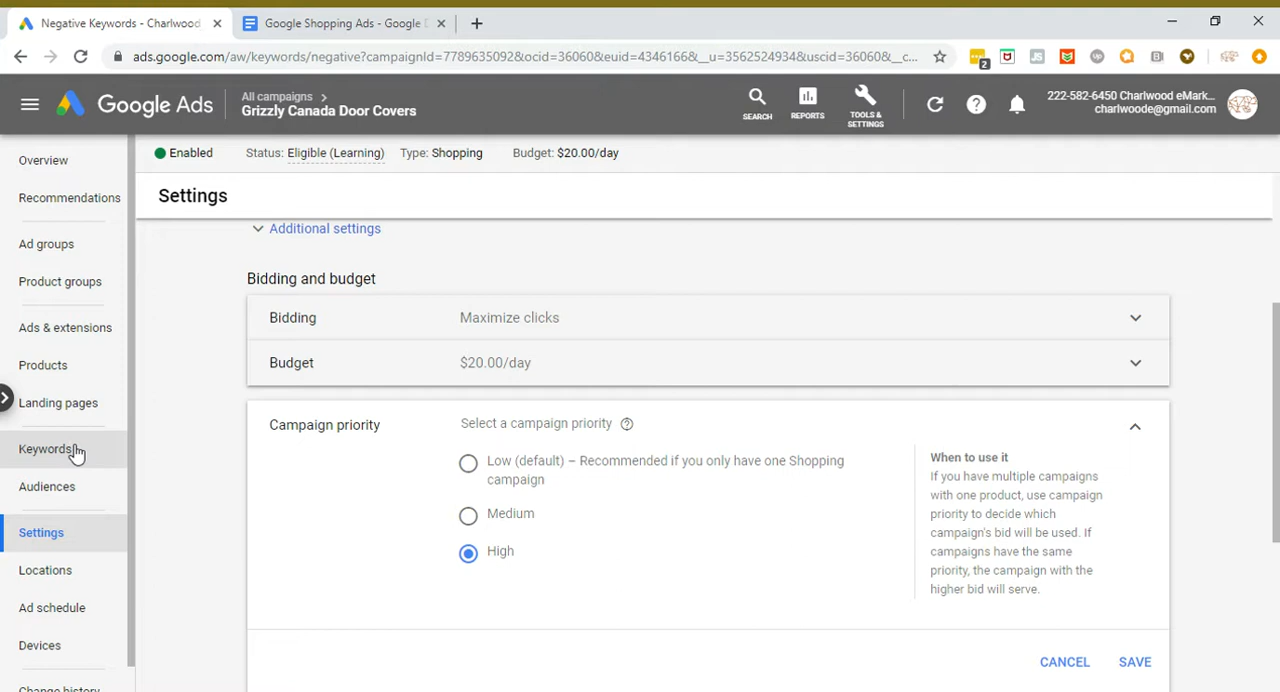 Negative Keywords - Charlwood
Google Shopping Ads - Google D
ads.google.com/aw/keywords/negative?campaignId=7789635092&ocid=36060&euid=4346166&__u=3562524934&uscid=36060&__c...
2
Google Ads
All campaigns >
Grizzly Canada Door Covers
SEARCH
REPORTS
TOOLS &
SETTINGS
222-582-6450 Charlwood eMark...
charlwoode@gmail.com
Overview
Recommendations
Ad groups
Product groups
Ads & extensions
Products
Landing pages
Keywords
Audiences
Settings
Locations
Ad schedule
Devices
Change history
Enabled Status: Eligible (Learning) Type: Shopping Budget: $20.00/day
Settings
Additional settings
Bidding and budget
Bidding Maximize clicks
Budget $20.00/day
Campaign priority Select a campaign priority
Low (default) – Recommended if you only have one Shopping
campaign
Medium
High
When to use it
If you have multiple campaigns
with one product, use campaign
priority to decide which
campaign's bid will be used. If
campaigns have the same
priority, the campaign with the
higher bid will serve.
CANCEL SAVE